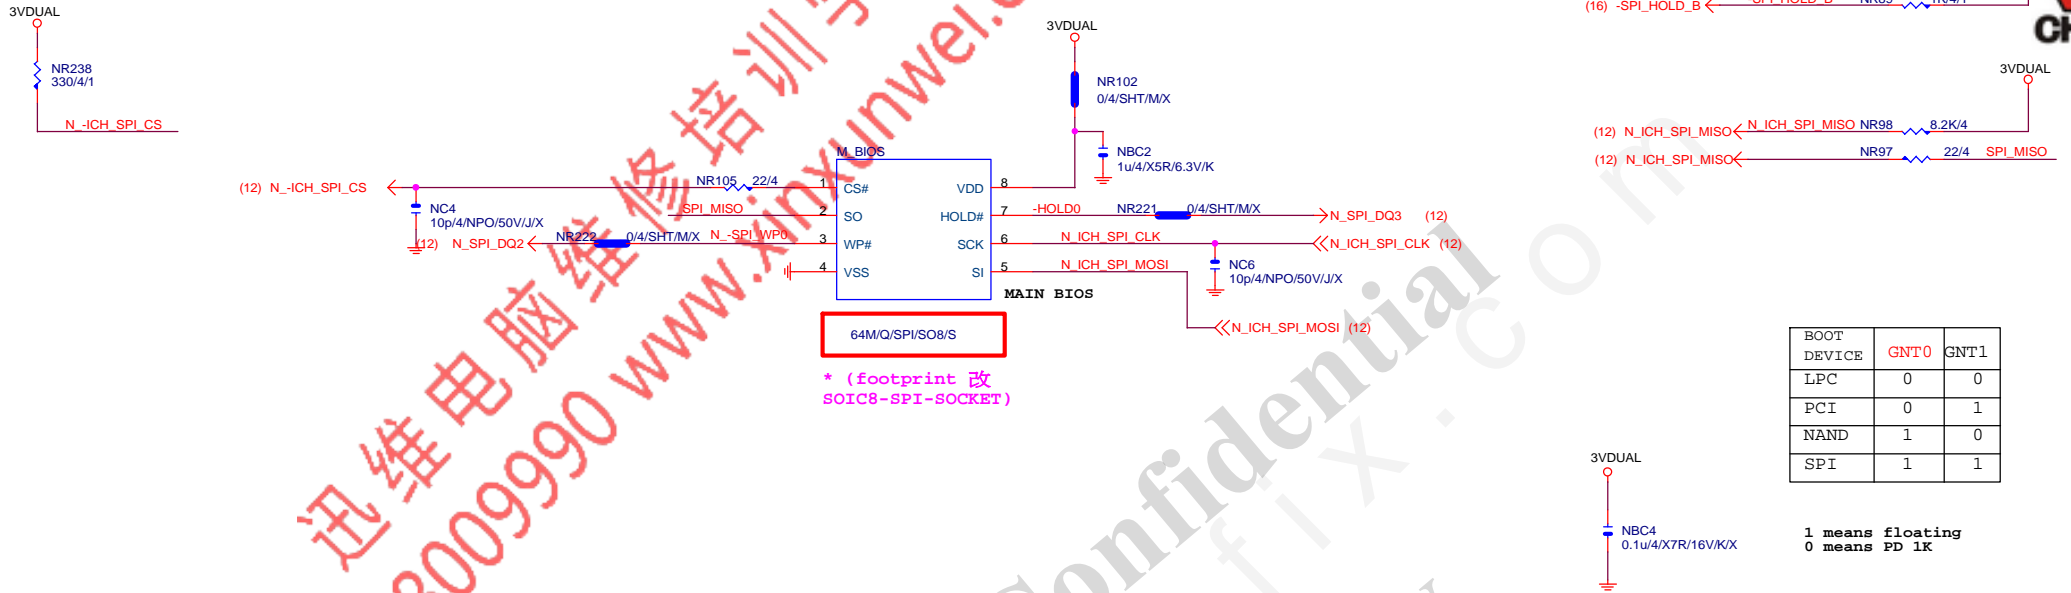 3VDUAL
NR238
330/4/1
N_-ICH_SPI_CS
3VDUAL
NR102
0/4/SHT/M/X
NBC2
1u/4/X5R/6.3V/K
M_BIOS
(12) N_-ICH_SPI_CS
NR105 22/4
1 CS#
VDD 8
NC4
10p/4/NPO/50V/J/X
SPI_MISO
2 SO
HOLD# 7
-HOLD0 NR221 0/4/SHT/M/X
N_SPI_DQ3 (12)
(12) N_SPI_DQ2
NR222 0/4/SHT/M/X N_-SPI_WP0
3 WP#
SCK 6
N_ICH_SPI_CLK
N_ICH_SPI_CLK (12)
4 VSS
SI 5
N_ICH_SPI_MOSI
NC6
10p/4/NPO/50V/J/X
MAIN BIOS
N_ICH_SPI_MOSI (12)
64M/Q/SPI/SO8/S
* (footprint 改
SOIC8-SPI-SOCKET)
(16) -SPI_HOLD_B
3VDUAL
(12) N_ICH_SPI_MISO
N_ICH_SPI_MISO NR98 8.2K/4
(12) N_ICH_SPI_MISO
NR97 22/4 SPI_MISO
BOOT
DEVICE GNT0 GNT1
LPC 0 0
PCI 0 1
NAND 1 0
SPI 1 1
1 means floating
0 means PD 1K
3VDUAL
NBC4
0.1u/4/X7R/16V/K/X
迅维电脑维修培训
3009990 www.xinxunwei.c
Confidential
fix.com